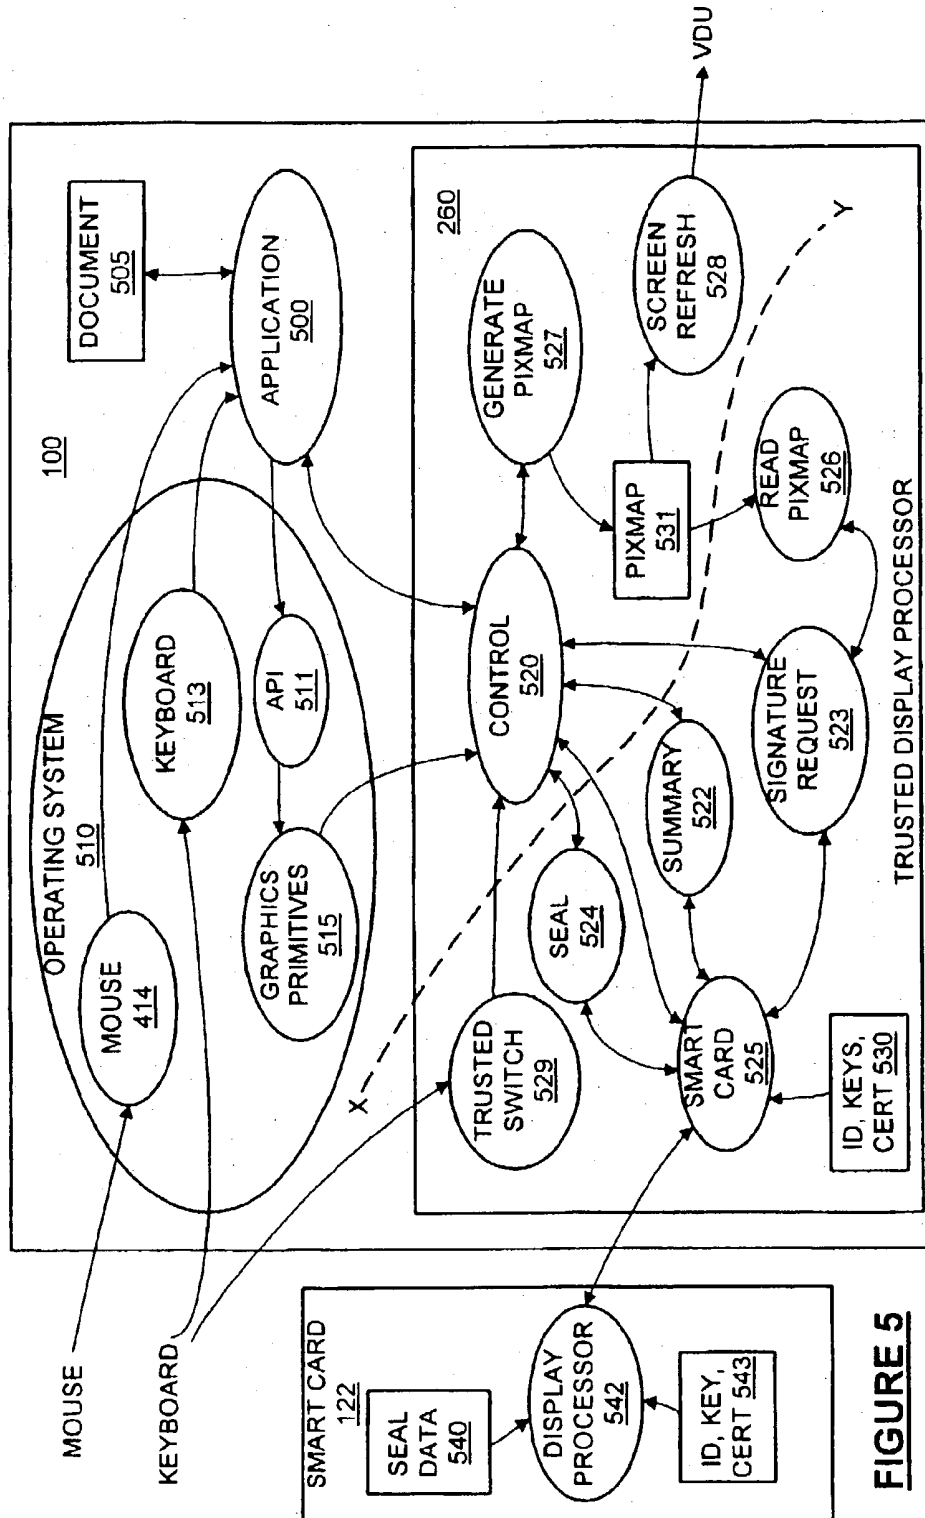 MOUSE
KEYBOARD
100
OPERATING SYSTEM
510
MOUSE
414
KEYBOARD
513
API
511
GRAPHICS
PRIMITIVES
515
DOCUMENT
505
APPLICATION
500
VDU
X
Y
260
TRUSTED
SWITCH
529
CONTROL
520
GENERATE
PIXMAP
527
PIXMAP
531
SCREEN
REFRESH
528
SEAL
524
SUMMARY
522
READ
PIXMAP
526
SIGNATURE
REQUEST
523
SMART
CARD
525
ID, KEYS,
CERT 530
TRUSTED DISPLAY PROCESSOR
SMART CARD
122
SEAL
DATA
540
DISPLAY
PROCESSOR
542
ID, KEY,
CERT 543
FIGURE 5